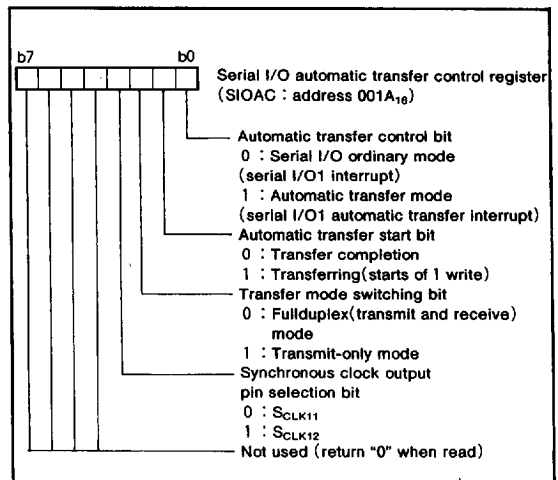 b7 b0
Serial I/O automatic transfer control register
(SIOAC : address 001A₁₆)
Automatic transfer control bit
0 : Serial I/O ordinary mode
(serial I/O1 interrupt)
1 : Automatic transfer mode
(serial I/O1 automatic transfer interrupt)
Automatic transfer start bit
0 : Transfer completion
1 : Transferring(starts of 1 write)
Transfer mode switching bit
0 : Fullduplex(transmit and receive)
mode
1 : Transmit-only mode
Synchronous clock output
pin selection bit
0 : S_CLK11
1 : S_CLK12
Not used (return "0" when read)